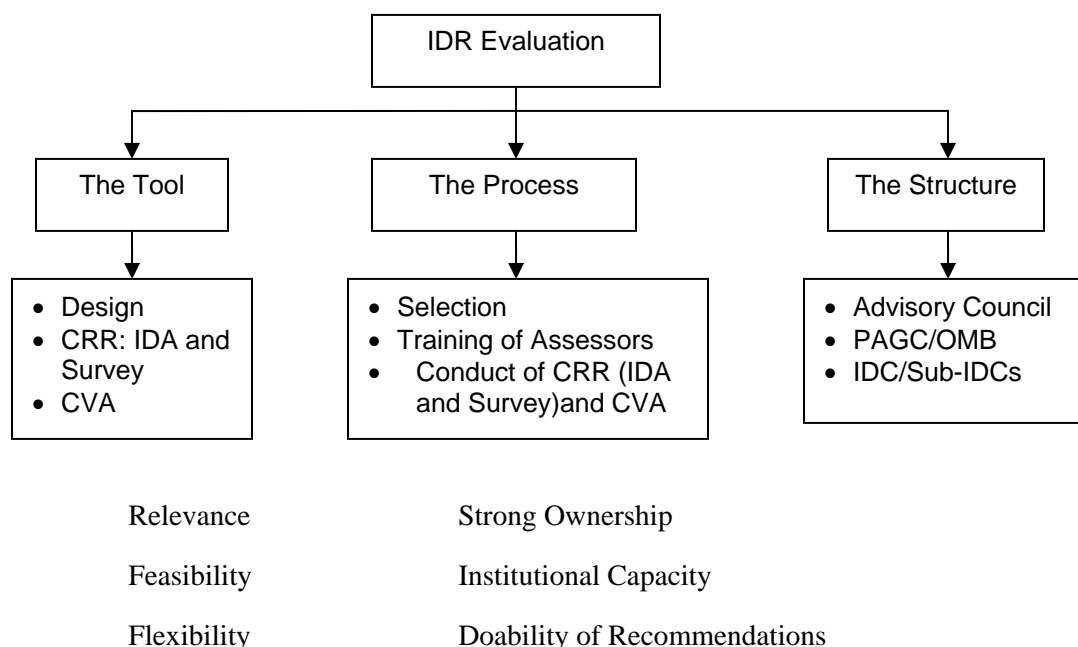 IDR Evaluation
The Tool
The Process
The Structure
• Design
• CRR: IDA and
Survey
• CVA
• Selection
• Training of Assessors
• Conduct of CRR (IDA
and Survey)and CVA
• Advisory Council
• PAGC/OMB
• IDC/Sub-IDCs
Relevance Strong Ownership
Feasibility Institutional Capacity
Flexibility Doability of Recommendations